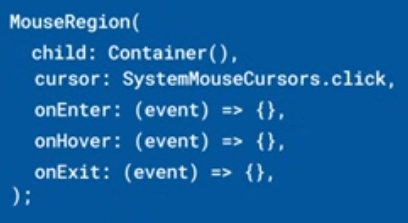 MouseRegion(
  child: Container(),
  cursor: SystemMouseCursors.click,
  onEnter: (event) => {},
  onHover: (event) => {},
  onExit: (event) => {},
);